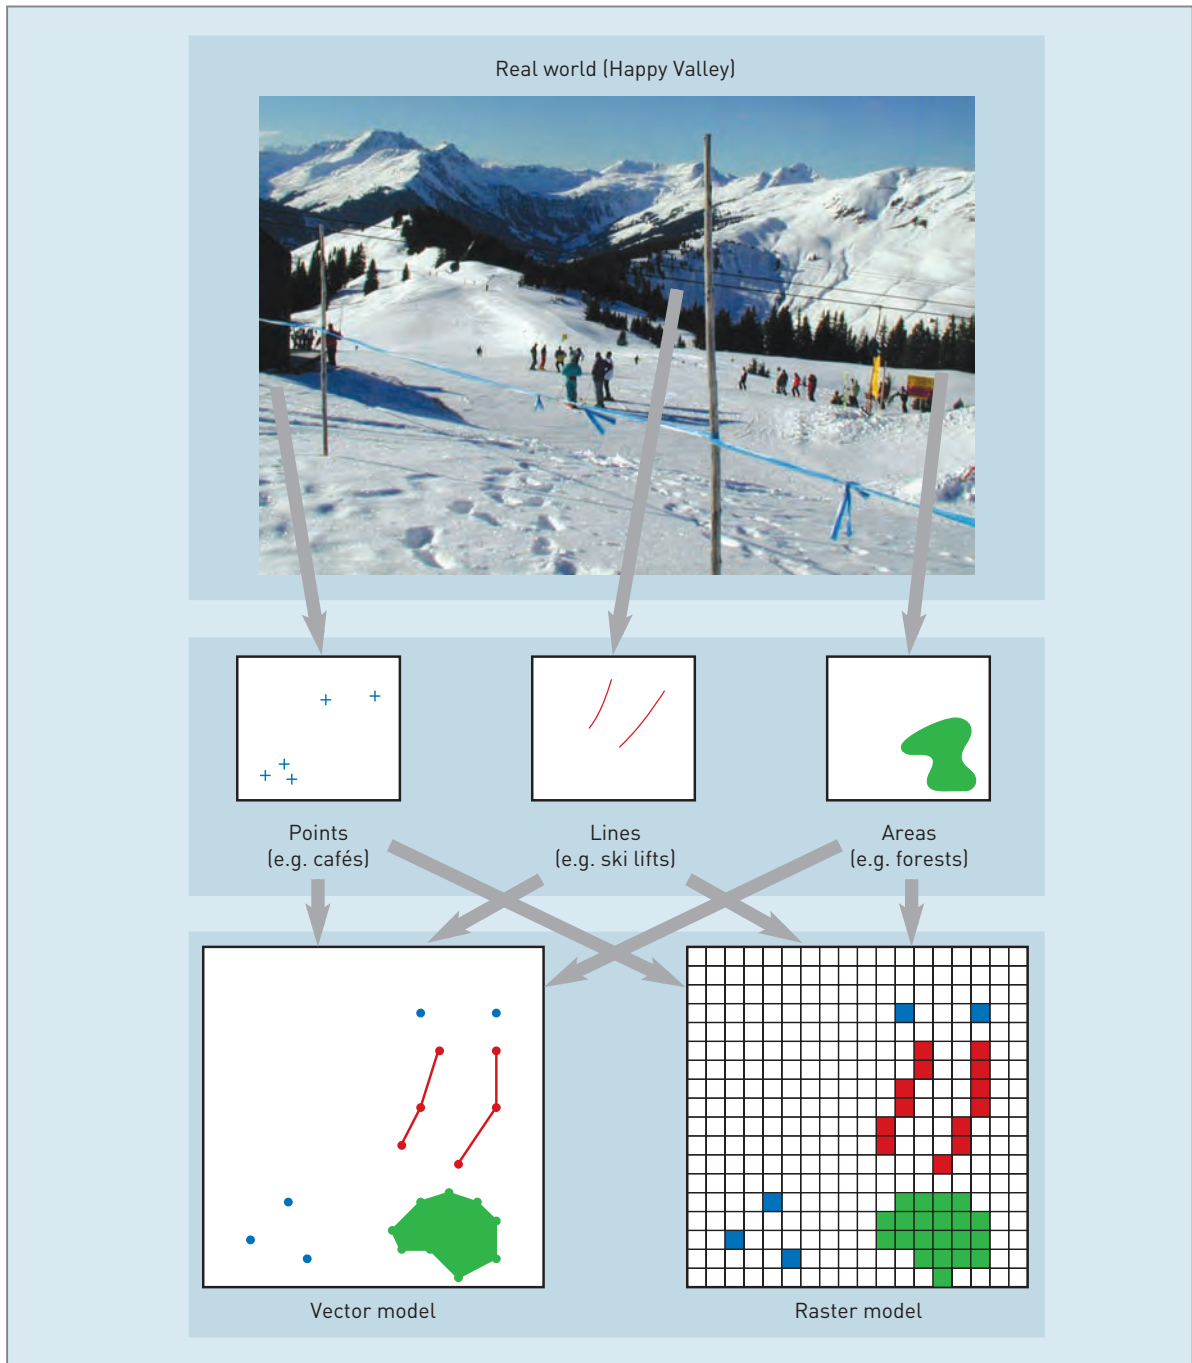 Real world (Happy Valley)
Points
(e.g. cafés)
Lines
(e.g. ski lifts)
Areas
(e.g. forests)
Vector model
Raster model